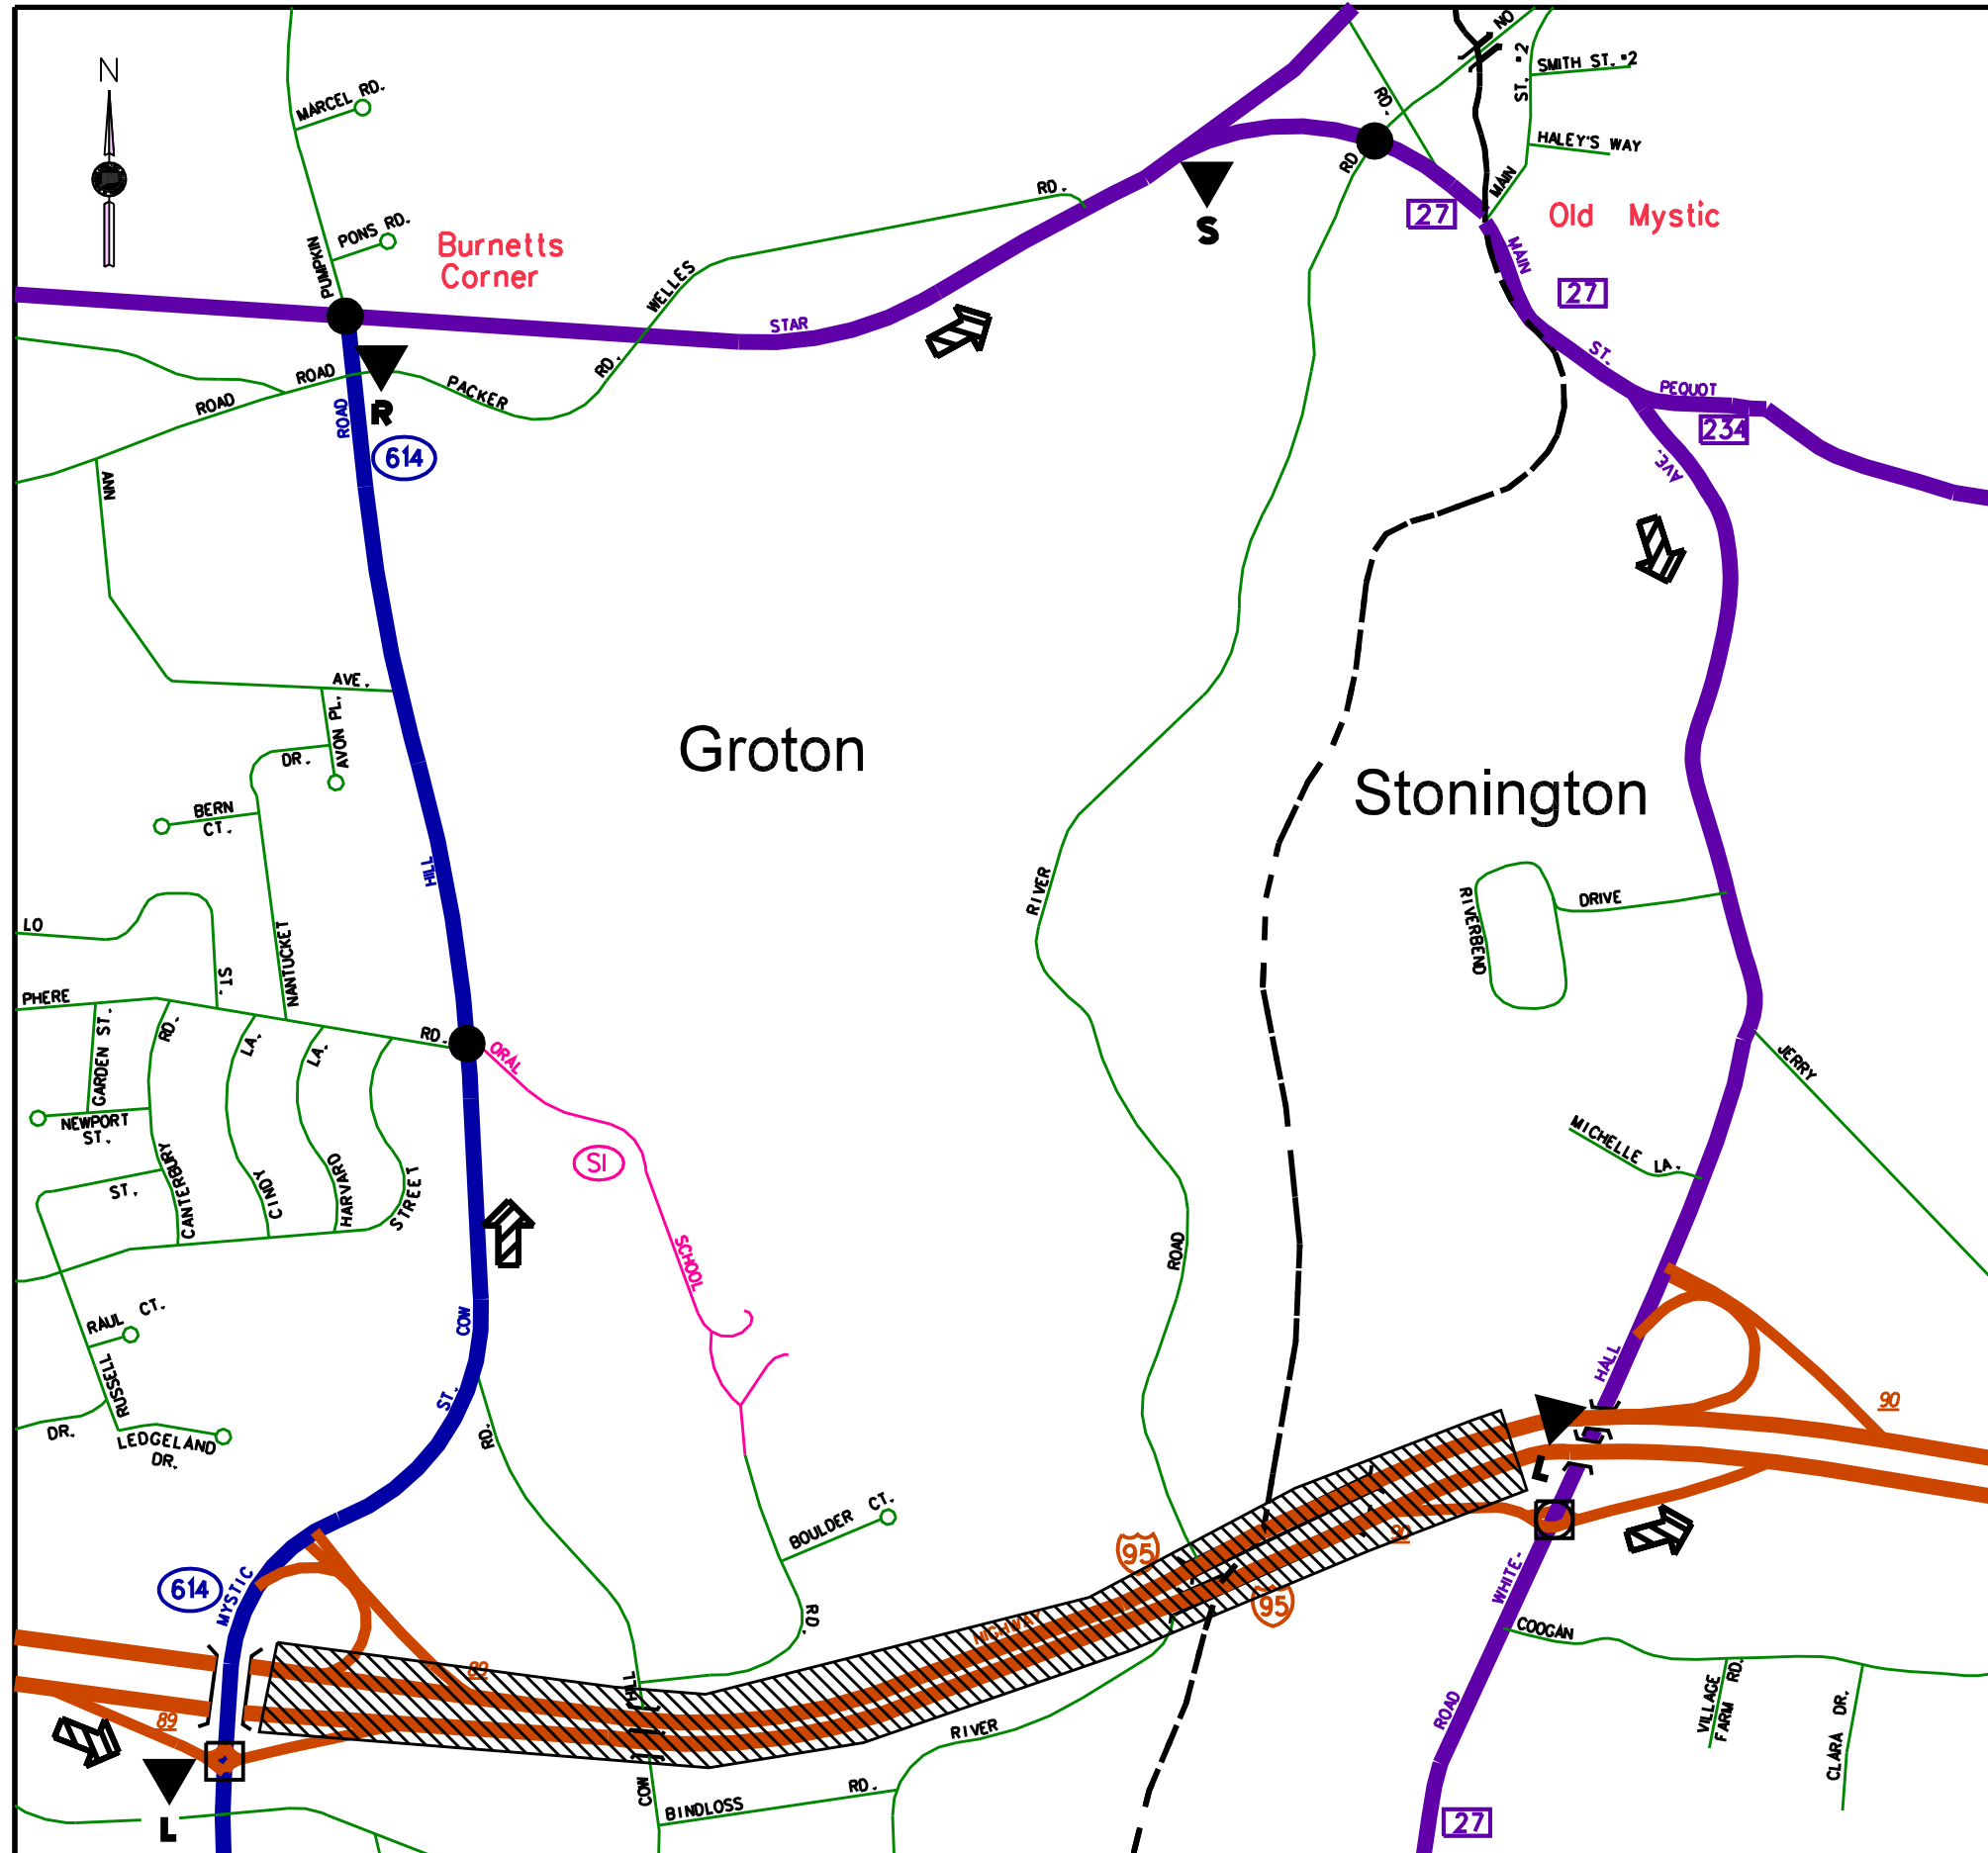 N
NO
ST. #2
SMITH ST. #2
MARCEL RD.
RD.
HALEY'S WAY
RD
MAIN
RD.
27
Old Mystic
S
PONS RD.
PUMPKIN
Burnetts
Corner
WELLES
MAIN
27
STAR
ST.
RD.
ROAD
ROAD
PACKER
PEQUOT
R
ROAD
234
614
AVE.
ANN
AVE.
AVON PL.
Groton
DR.
Stonington
BERN
CT.
HILL
RIVER
RIVERBEND
DRIVE
LO
ST.
NANTUCKET
PHERE
GARDEN ST.
RD.
LA.
LA.
RD.
ORAL
JERRY
NEWPORT
ST.
MICHELLE LA.
SI
ST.
CANTERBURY
CINDY
HARVARD
STREET
SCHOOL
ROAD
RAUL CT.
COW
HALL
RUSSELL
ST.
90
DR.
LEDGELAND
DR.
RD.
L
BOULDER CT.
95
90
614
MYSTIC
WHITE-
95
RD.
HIGHWAY
COOGAN
89
HILL
VILLAGE
FARM RD.
89
ROAD
RIVER
CLARA DR.
COW
RD.
BINDLOSS
L
27